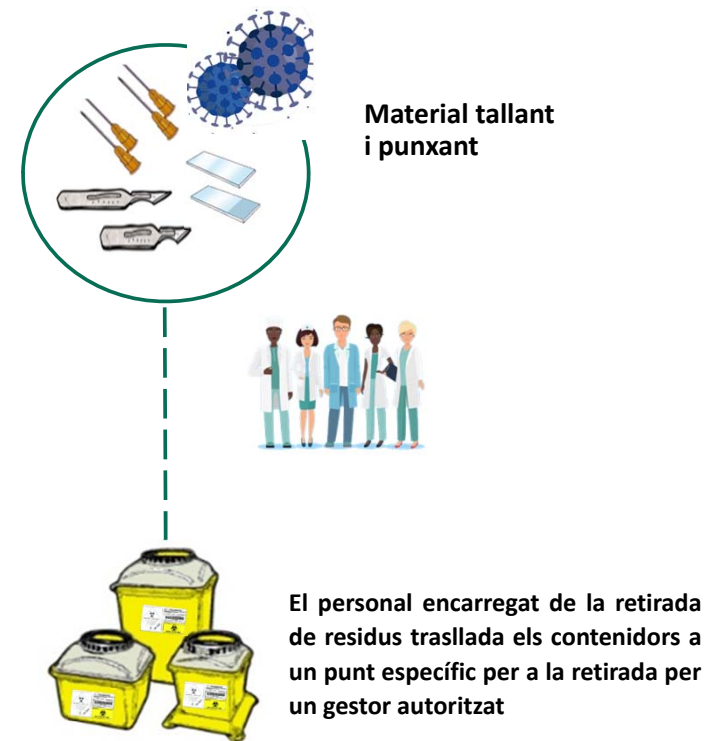 Material tallant
i punxant
El personal encarregat de la retirada
de residus trasllada els contenidors a
un punt específic per a la retirada per
un gestor autoritzat